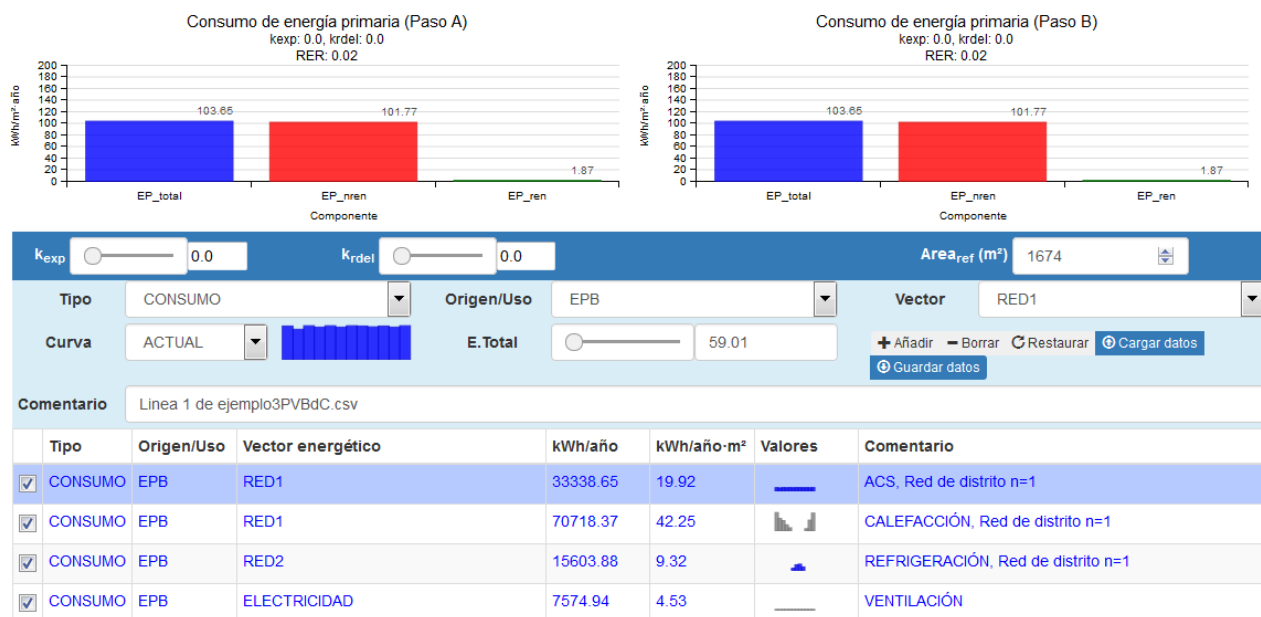 Consumo de energía primaria (Paso A)
kexp: 0.0, krdel: 0.0
RER: 0.02
kWh/m²·año
200
180
160
140
120
100
80
60
40
20
0
103.65
101.77
1.87
EP_total
EP_nren
EP_ren
Componente
Consumo de energía primaria (Paso B)
kexp: 0.0, krdel: 0.0
RER: 0.02
kWh/m²·año
200
180
160
140
120
100
80
60
40
20
0
103.65
101.77
1.87
EP_total
EP_nren
EP_ren
Componente
kexp 0.0 krdel 0.0 Arearef (m²) 1674
Tipo CONSUMO Origen/Uso EPB Vector RED1
Curva ACTUAL E.Total 59.01 Añadir Borrar Restaurar Cargar datos
Guardar datos
Comentario Linea 1 de ejemplo3PVBdC.csv
Tipo Origen/Uso Vector energético kWh/año kWh/año·m² Valores Comentario
CONSUMO EPB RED1 33338.65 19.92 ACS, Red de distrito n=1
CONSUMO EPB RED1 70718.37 42.25 CALEFACCIÓN, Red de distrito n=1
CONSUMO EPB RED2 15603.88 9.32 REFRIGERACIÓN, Red de distrito n=1
CONSUMO EPB ELECTRICIDAD 7574.94 4.53 VENTILACIÓN